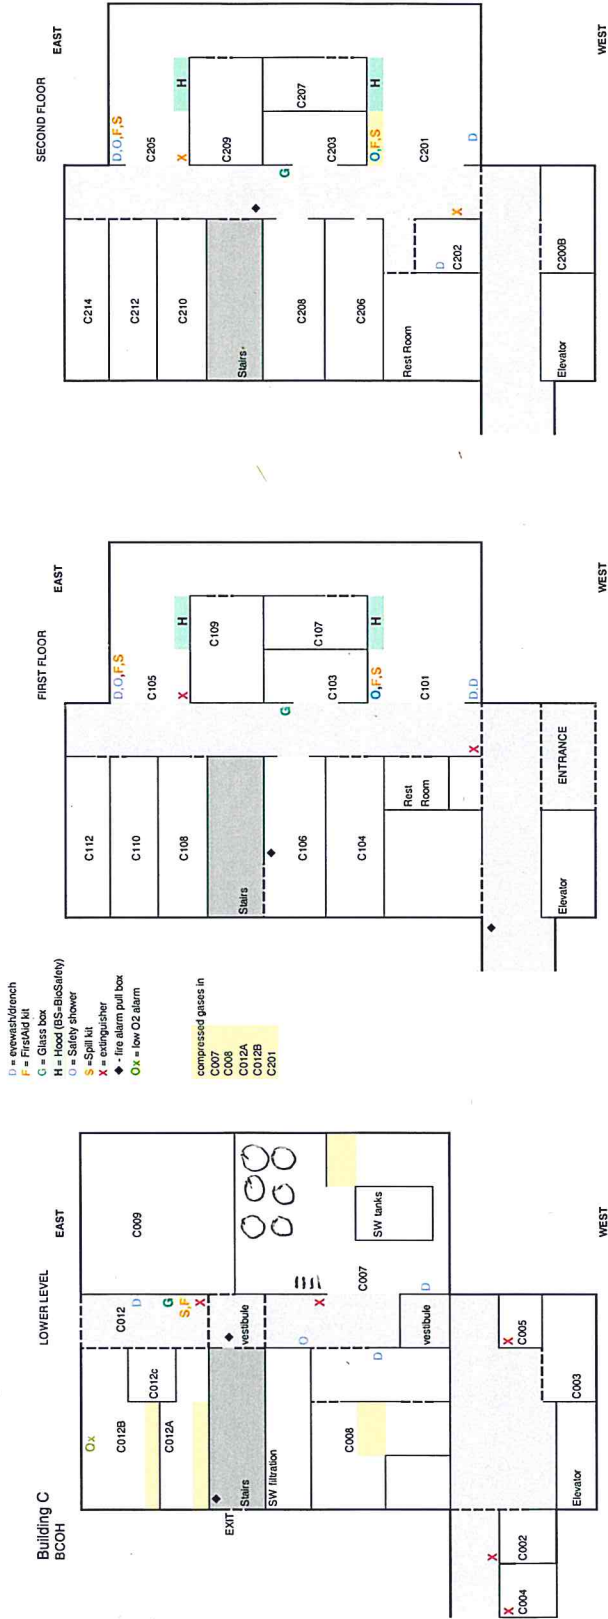 Building C
BCOH
LOWER LEVEL
EAST
C009
C012
D
G
S,F
X
Ox
C012B
C012c
C012A
vestibule
◆
◆
EXIT
Stairs
SW filtration
X
O
C007
SW tanks
D
D
vestibule
C008
X
C005
C003
Elevator
X
C002
X
C004
WEST
D = eyewash/drench
F = FirstAid kit
G = Glass box
H = Hood (BS=BioSafety)
O = Safety shower
S =Spill kit
X = extinguisher
◆ - fire alarm pull box
Ox = low O2 alarm
compressed gases in
C007
C008
C012A
C012B
C201
FIRST FLOOR
EAST
D,O,F,S
C105
X
H
C109
C107
G
C103
O,F,S
H
C101
D,D
X
C112
C110
C108
Stairs
◆
C106
C104
Rest
Room
ENTRANCE
◆
Elevator
WEST
SECOND FLOOR
EAST
D,O,F,S
C205
X
H
C209
C207
G
C203
O,F,S
H
C201
D
◆
X
C214
C212
C210
Stairs
C208
C206
Rest Room
D
C202
C200B
Elevator
WEST